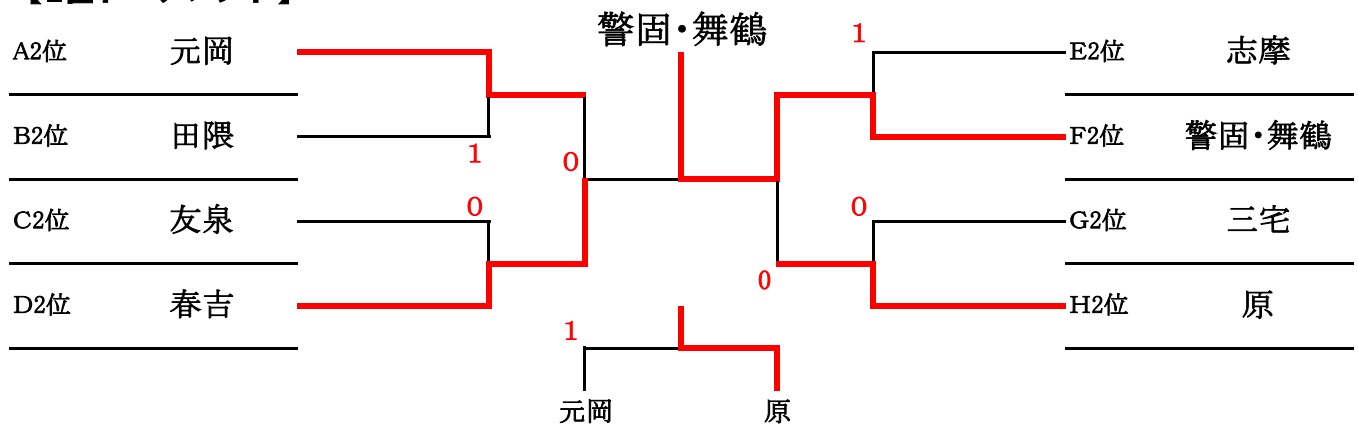 警固・舞鶴
A2位 元岡 1 E2位 志摩
B2位 田隈 1 0 F2位 警固・舞鶴
C2位 友泉 0 0 G2位 三宅
D2位 春吉 0 H2位 原
1
元岡 原